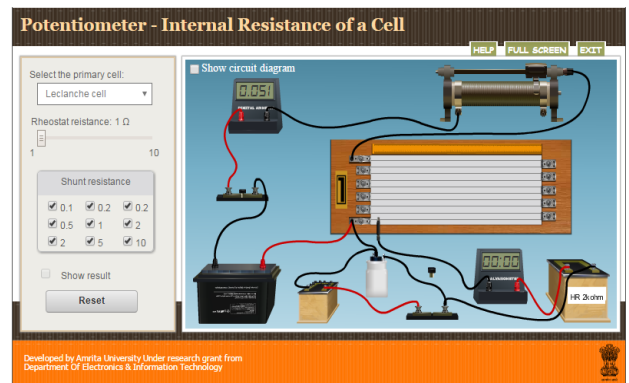 Potentiometer - Internal Resistance of a Cell
HELP FULL SCREEN EXIT
Select the primary cell:
Leclanche cell
Rheostat reistance: 1 Ω
1 10
Shunt resistance
0.1 0.2 0.2
0.5 1 2
2 5 10
Show result
Reset
Show circuit diagram
0.051
00:00
HR 2kohm
Developed by Amrita University Under research grant from
Department Of Electronics & Information Technology